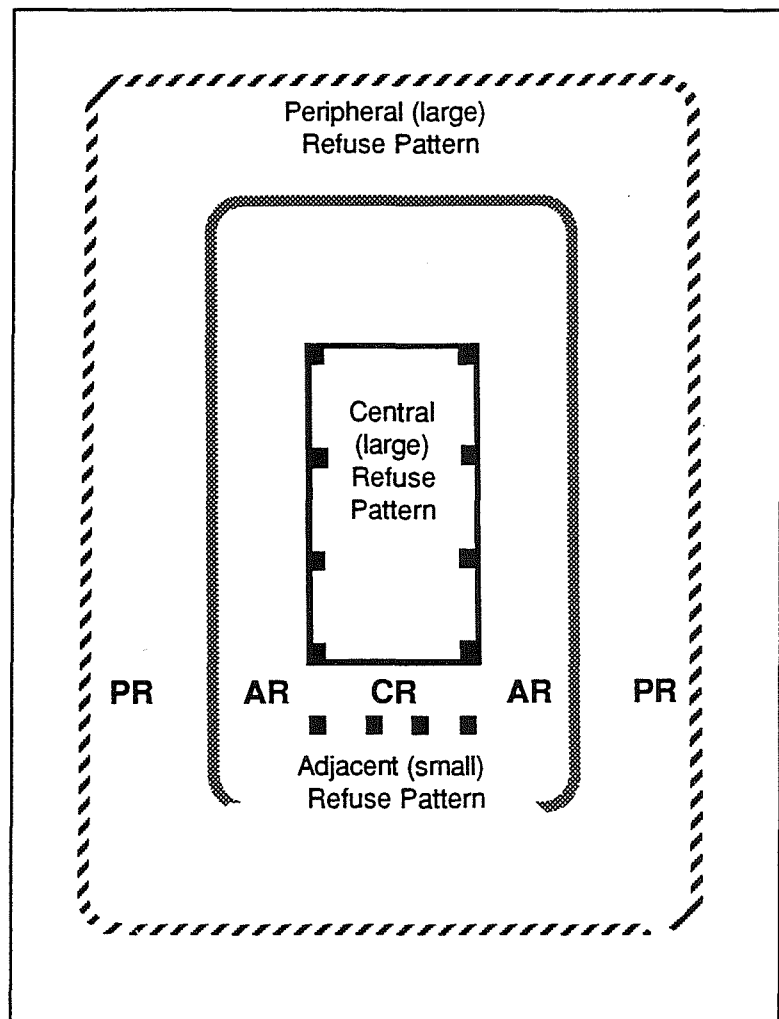 Peripheral (large)
Refuse Pattern
Central
(large)
Refuse
Pattern
PR AR CR AR PR
Adjacent (small)
Refuse Pattern